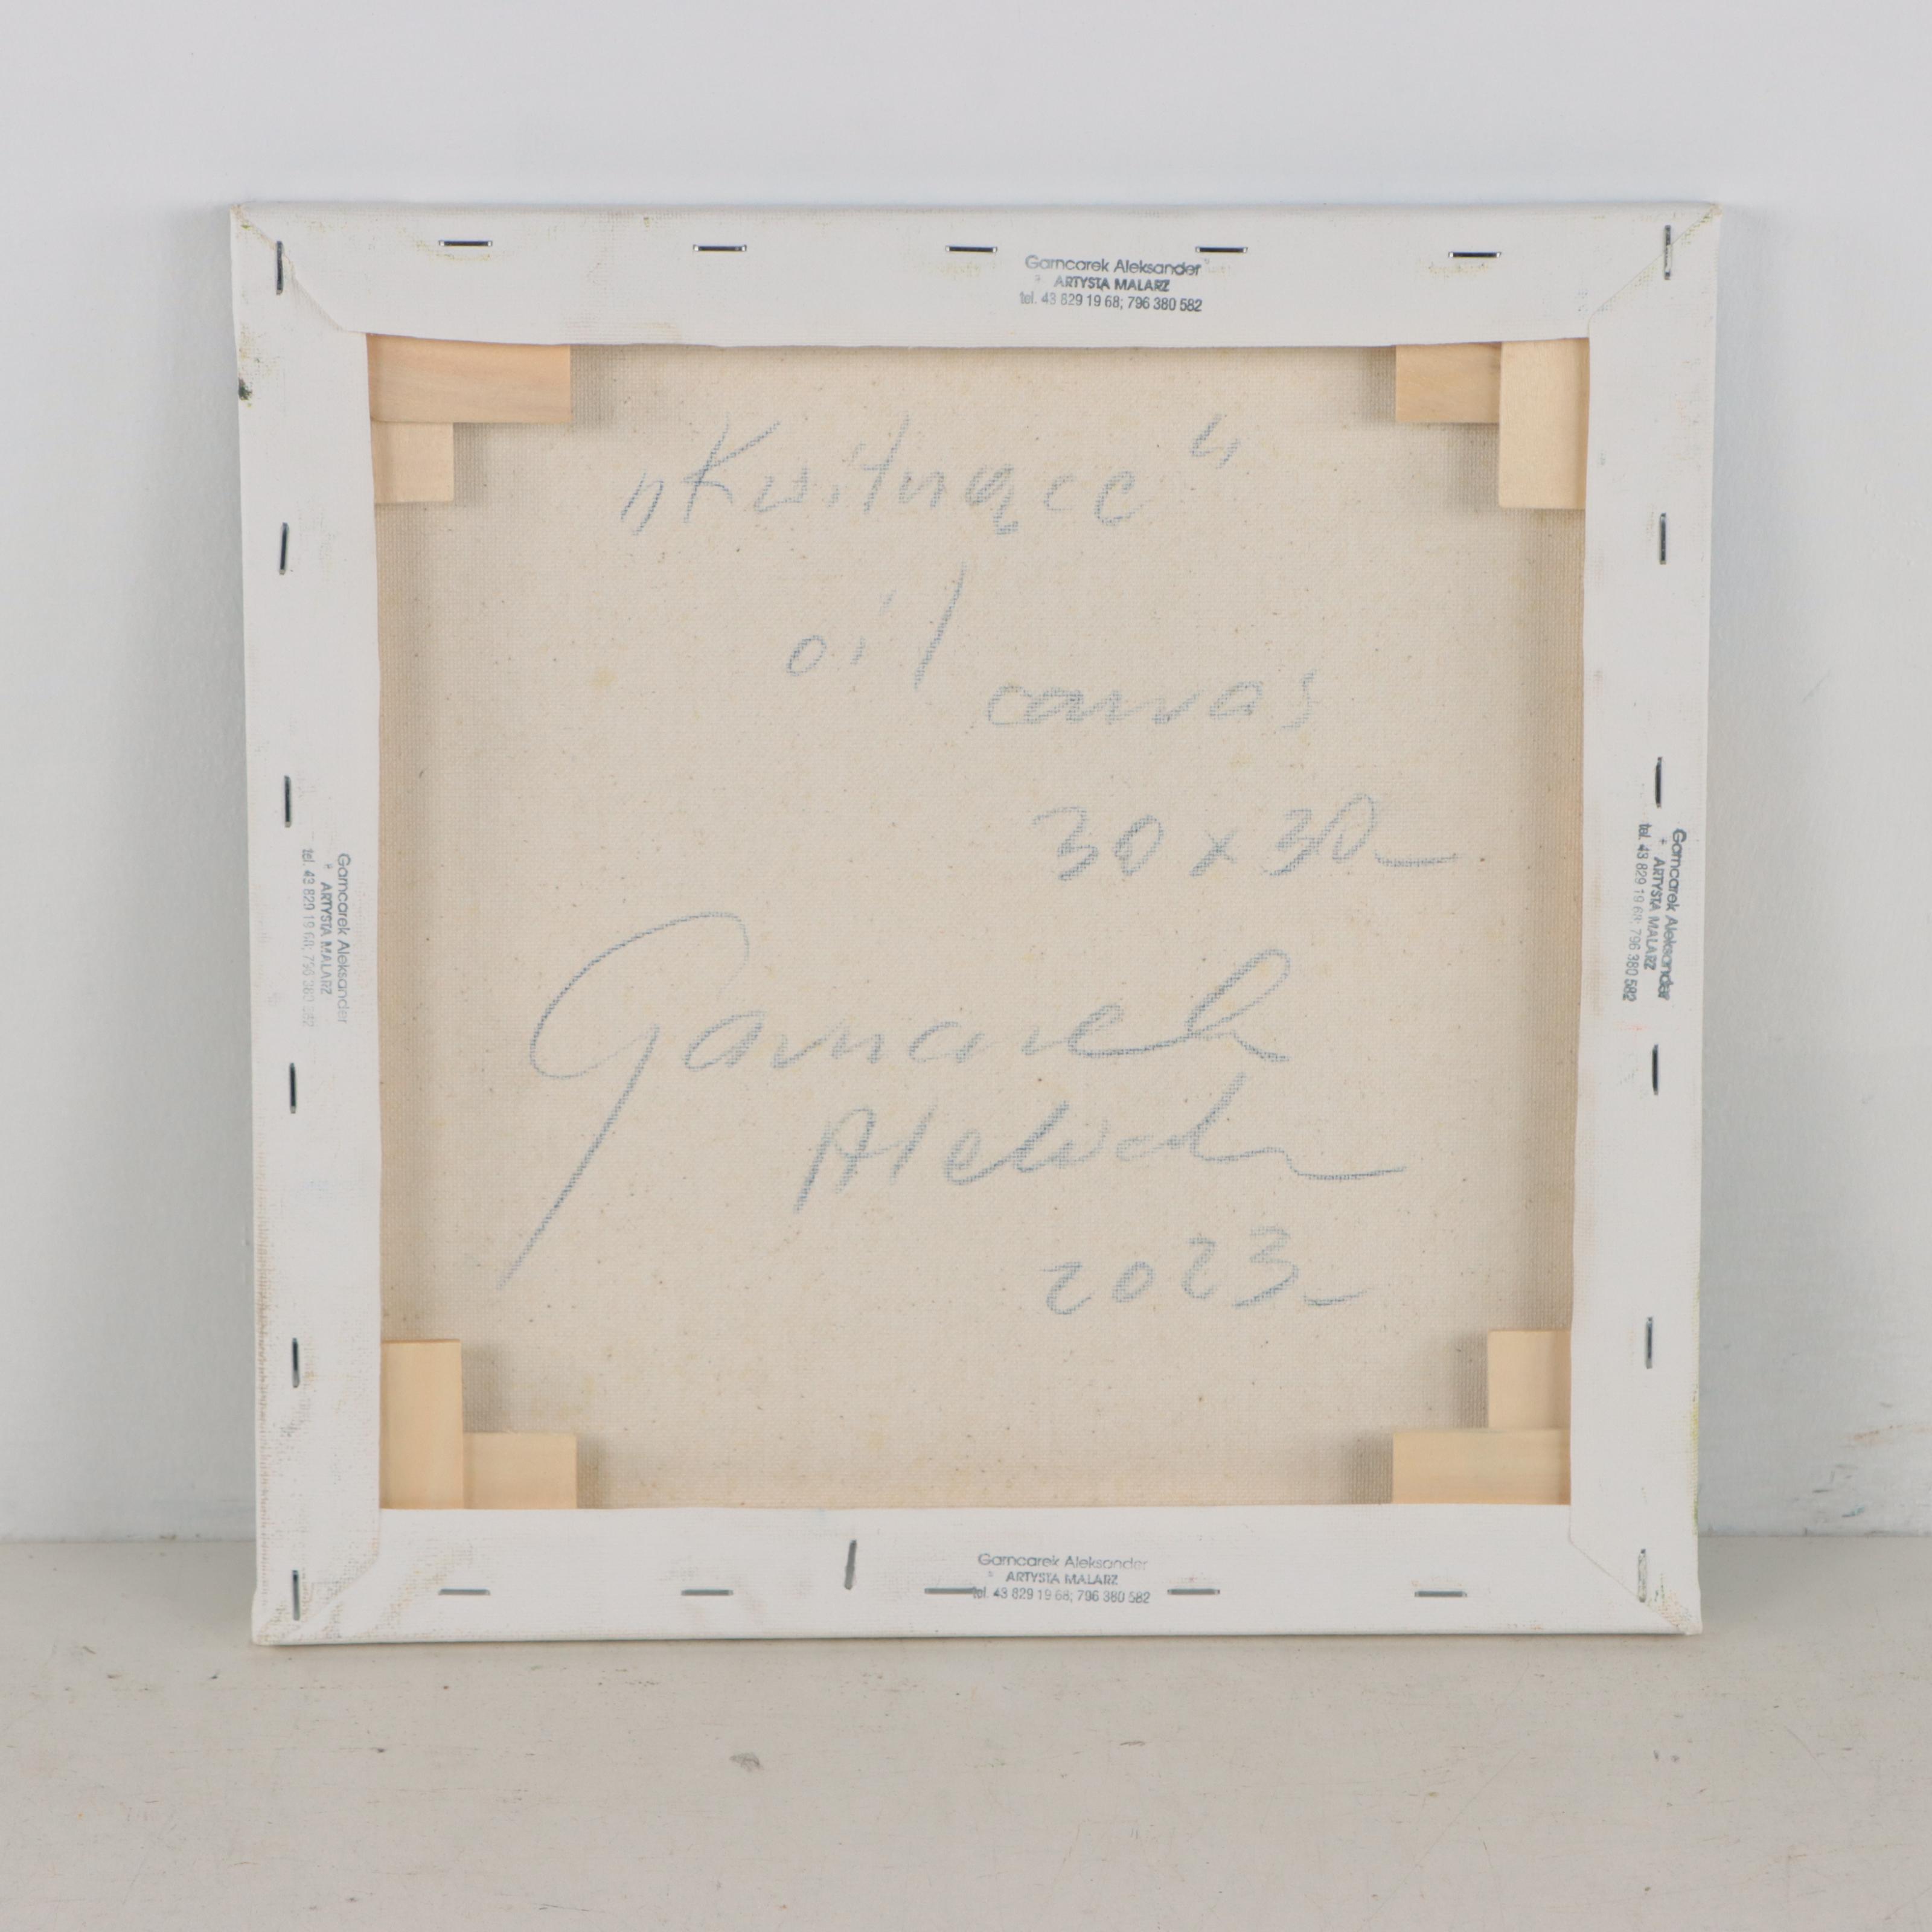 Garncarek Aleksander
ARTYSTA MALARZ
tel. 43 829 19 68; 796 380 582
„Kwitnące“
oil
canvas
30 x 30
Garncarek
Aleksander
2023
Garncarek Aleksander
ARTYSTA MALARZ
tel. 43 829 19 68; 796 380 582
Garncarek Aleksander
ARTYSTA MALARZ
tel. 43 829 19 68; 796 380 582
Garncarek Aleksander
ARTYSTA MALARZ
tel. 43 829 19 68; 796 380 582